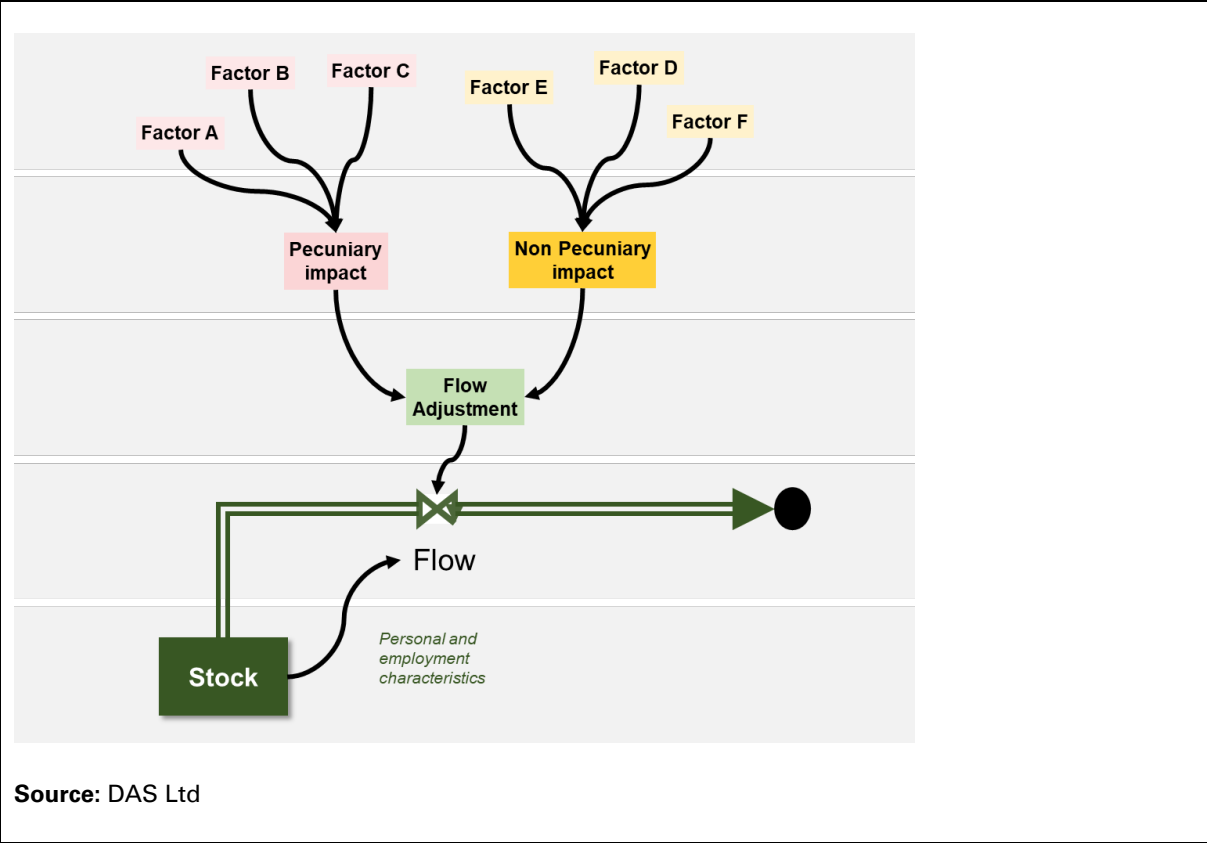 Factor B
Factor C
Factor A
Factor D
Factor E
Factor F
Pecuniary
impact
Non Pecuniary
impact
Flow
Adjustment
Flow
Personal and
employment
characteristics
Stock
Source: DAS Ltd